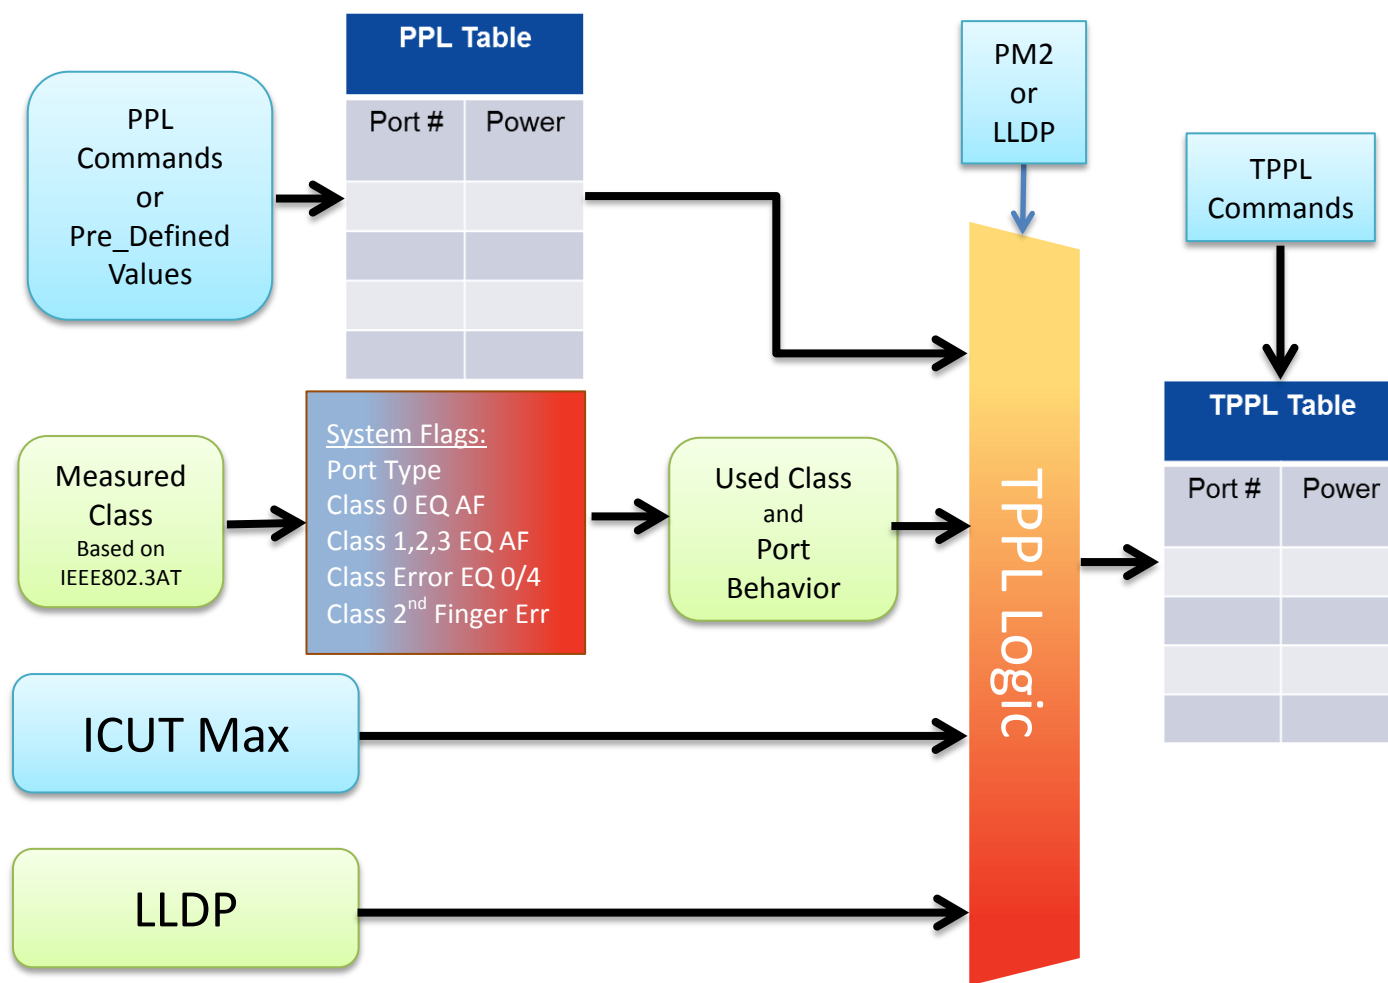 PPL
Commands
or
Pre_Defined
Values
PPL Table
Port # Power
PM2
or
LLDP
TPPL
Commands
Measured
Class
Based on
IEEE802.3AT
System Flags:
Port Type
Class 0 EQ AF
Class 1,2,3 EQ AF
Class Error EQ 0/4
Class 2nd Finger Err
Used Class
and
Port
Behavior
TPPL Logic
TPPL Table
Port # Power
ICUT Max
LLDP